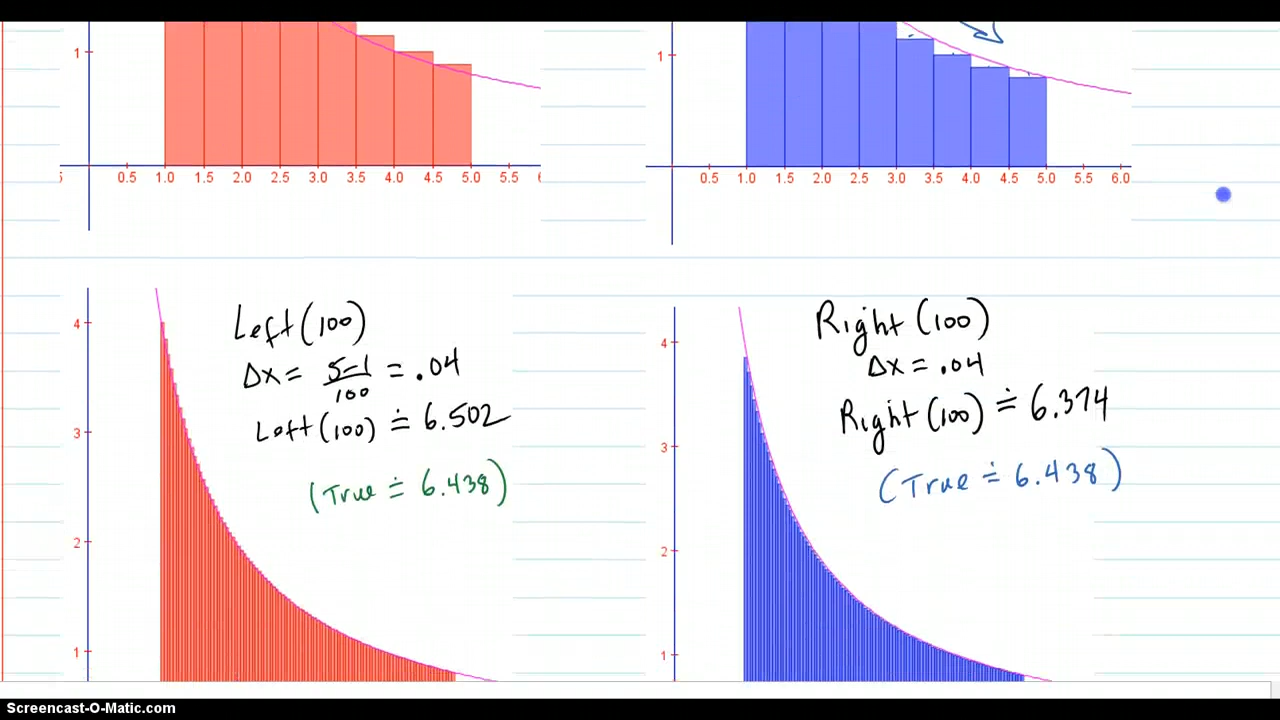 1
5 0.5 1.0 1.5 2.0 2.5 3.0 3.5 4.0 4.5 5.0 5.5 6
1
0.5 1.0 1.5 2.0 2.5 3.0 3.5 4.0 4.5 5.0 5.5 6.0
4
3
2
1
Left (100)
Δx = 5-1/100 = .04
Left (100) ≐ 6.502
(True ≐ 6.438)
4
3
2
1
Right (100)
Δx = .04
Right (100) ≐ 6.374
(True ≐ 6.438)
Screencast-O-Matic.com